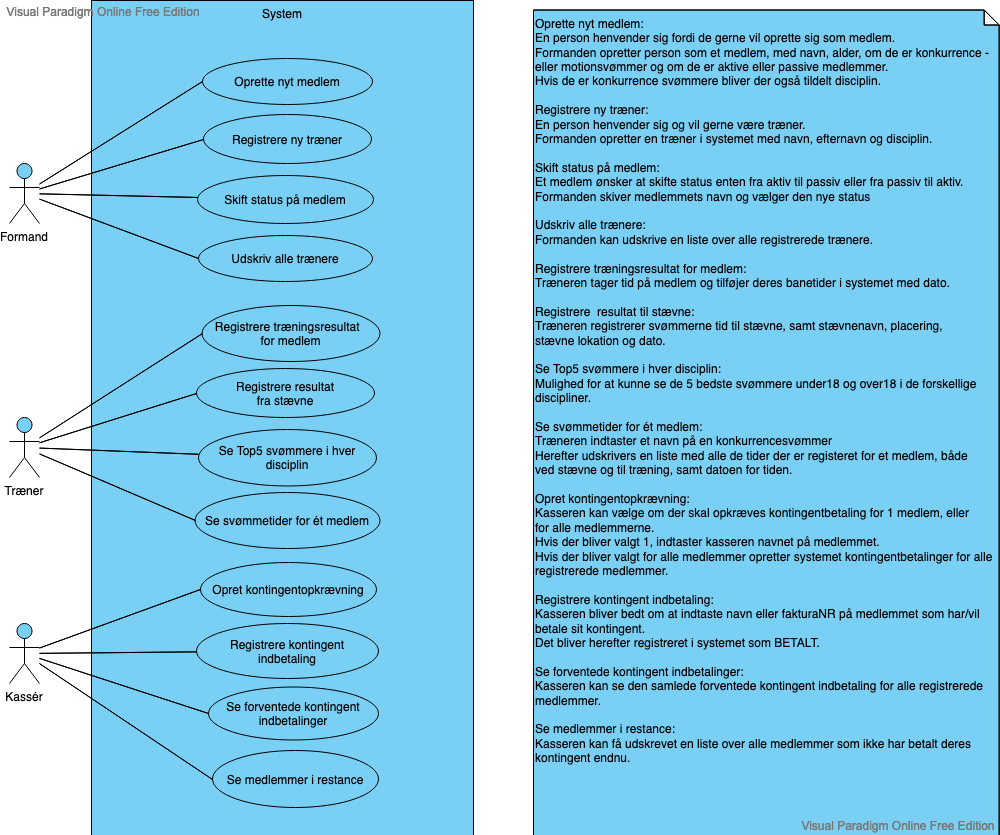 Visual Paradigm Online Free Edition
System
Oprette nyt medlem
Registrere ny træner
Skift status på medlem
Udskriv alle trænere
Formand
Registrere træningsresultat
for medlem
Registrere resultat
fra stævne
Se Top5 svømmere i hver
disciplin
Se svømmetider for ét medlem
Træner
Opret kontingentopkrævning
Registrere kontingent
indbetaling
Se forventede kontingent
indbetalinger
Se medlemmer i restance
Kassér
Oprette nyt medlem:
En person henvender sig fordi de gerne vil oprette sig som medlem.
Formanden opretter person som et medlem, med navn, alder, om de er konkurrence -
eller motionsvømmer og om de er aktive eller passive medlemmer.
Hvis de er konkurrence svømmere bliver der også tildelt disciplin.
Registrere ny træner:
En person henvender sig og vil gerne være træner.
Formanden opretter en træner i systemet med navn, efternavn og disciplin.
Skift status på medlem:
Et medlem ønsker at skifte status enten fra aktiv til passiv eller fra passiv til aktiv.
Formanden skiver medlemmets navn og vælger den nye status
Udskriv alle trænere:
Formanden kan udskrive en liste over alle registrerede trænere.
Registrere træningsresultat for medlem:
Træneren tager tid på medlem og tilføjer deres banetider i systemet med dato.
Registrere  resultat til stævne:
Træneren registrerer svømmerne tid til stævne, samt stævnenavn, placering,
stævne lokation og dato.
Se Top5 svømmere i hver disciplin:
Mulighed for at kunne se de 5 bedste svømmere under18 og over18 i de forskellige
discipliner.
Se svømmetider for ét medlem:
Træneren indtaster et navn på en konkurrencesvømmer
Herefter udskrivers en liste med alle de tider der er registeret for et medlem, både
ved stævne og til træning, samt datoen for tiden.
Opret kontingentopkrævning:
Kasseren kan vælge om der skal opkræves kontingentbetaling for 1 medlem, eller
for alle medlemmerne.
Hvis der bliver valgt 1, indtaster kasseren navnet på medlemmet.
Hvis der bliver valgt for alle medlemmer opretter systemet kontingentbetalinger for alle
registrerede medlemmer.
Registrere kontingent indbetaling:
Kasseren bliver bedt om at indtaste navn eller fakturaNR på medlemmet som har/vil
betale sit kontingent.
Det bliver herefter registreret i systemet som BETALT.
Se forventede kontingent indbetalinger:
Kasseren kan se den samlede forventede kontingent indbetaling for alle registrerede
medlemmer.
Se medlemmer i restance:
Kasseren kan få udskrevet en liste over alle medlemmer som ikke har betalt deres
kontingent endnu.
Visual Paradigm Online Free Edition